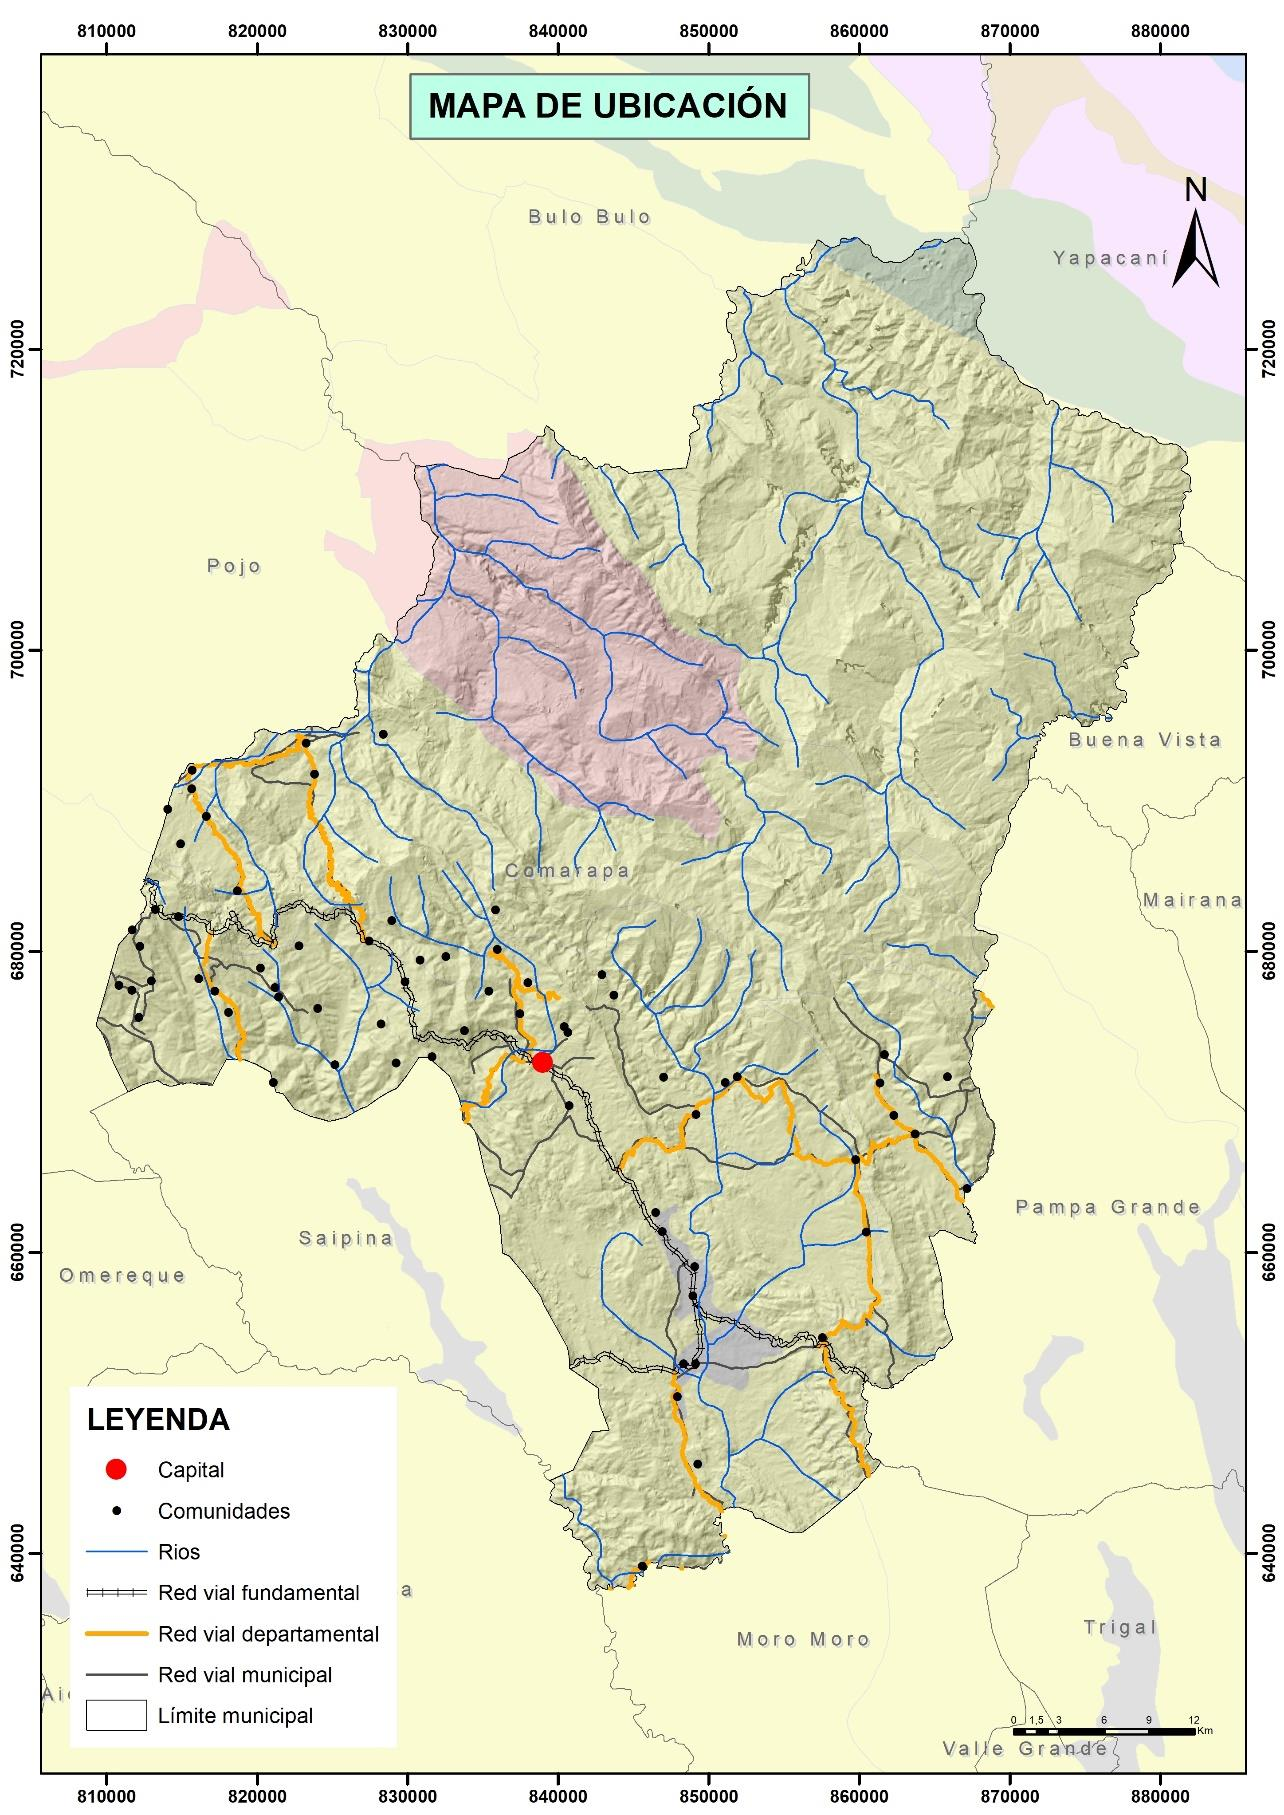 810000 820000 830000 840000 850000 860000 870000 880000
MAPA DE UBICACIÓN
N
Bulo Bulo
Yapacaní
720000 720000
Pojo
700000 700000
Buena Vista
Comarapa
Mairana
680000 680000
Pampa Grande
Saipina
660000 660000
Omereque
LEYENDA
Capital
Comunidades
Rios
640000 640000
Red vial fundamental
a
Red vial departamental
Trigal
Moro Moro
Red vial municipal
Límite municipal
0 1,5 3 6 9 12
Km
Valle Grande
810000 820000 830000 840000 850000 860000 870000 880000